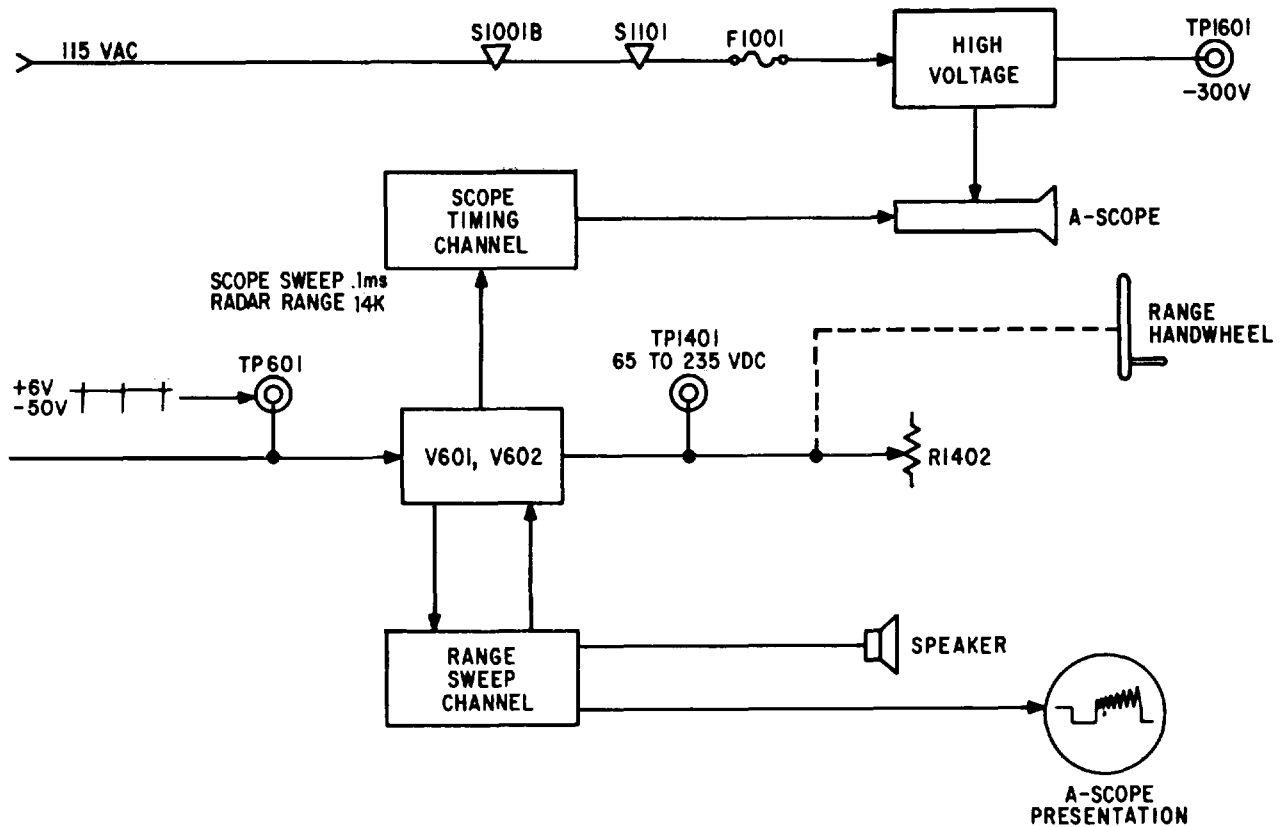 115 VAC
S1001B
S1101
F1001
HIGH
VOLTAGE
TP1601
-300V
SCOPE
TIMING
CHANNEL
A-SCOPE
SCOPE SWEEP .1ms
RADAR RANGE 14K
RANGE
HANDWHEEL
TP601
+6V
-50V
TP1401
65 TO 235 VDC
V601, V602
R1402
RANGE
SWEEP
CHANNEL
SPEAKER
A-SCOPE
PRESENTATION